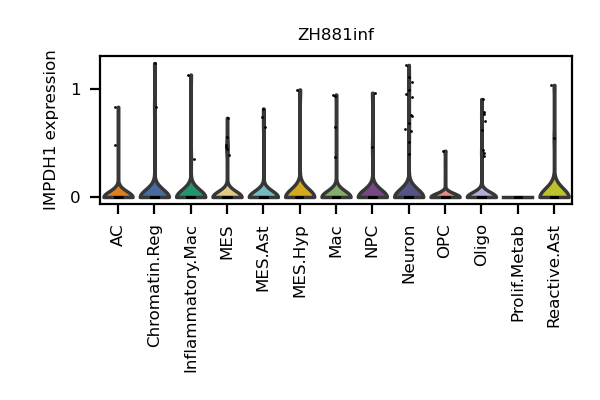 ZH881inf
IMPDH1 expression
1
0
AC
Chromatin.Reg
Inflammatory.Mac
MES
MES.Ast
MES.Hyp
Mac
NPC
Neuron
OPC
Oligo
Prolif.Metab
Reactive.Ast